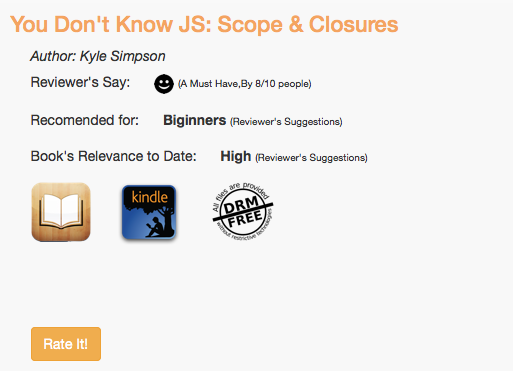 You Don't Know JS: Scope & Closures
Author: Kyle Simpson
Reviewer's Say: (A Must Have,By 8/10 people)
Recomended for: Biginners (Reviewer's Suggestions)
Book's Relevance to Date: High (Reviewer's Suggestions)
kindle
All files are provided
DRM
FREE
without restrictive technologies
Rate It!